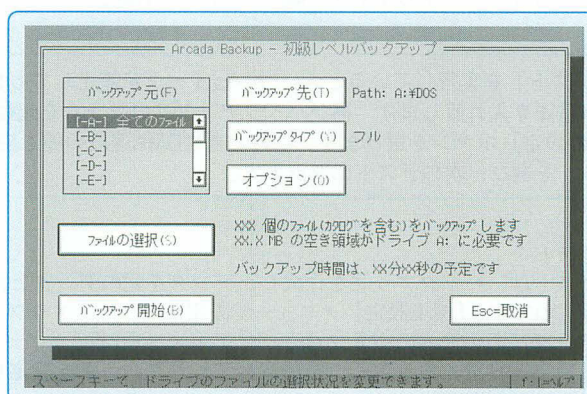 Arcada Backup - 初級レベルバックアップ
バックアップ元(F)
[-A-] 全てのファイル
[-B-]
[-C-]
[-D-]
[-E-]
バックアップ先(T) Path: A:¥DOS
バックアップタイプ(Y) フル
オプション(O)
ファイルの選択(S)
XXX 個のファイル(カタログを含む)をバックアップします
XX.X MB の空き領域がドライブ A: に必要です
バックアップ時間は、XX分XX秒の予定です
バックアップ開始(B)
Esc=取消
スペースキーで、ドライブのファイルの選択状況を変更できます。 f･1=ヘルプ